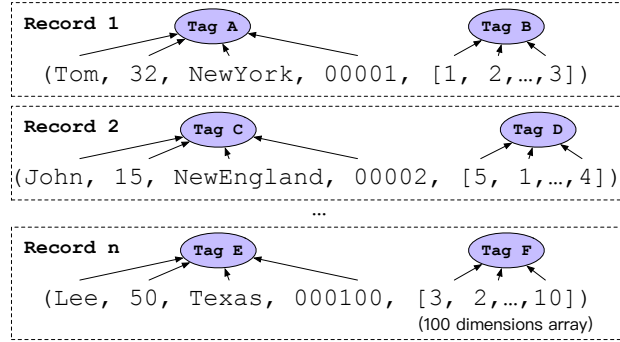 Record 1 Tag A Tag B
(Tom, 32, NewYork, 00001, [1, 2,…,3])
Record 2 Tag C Tag D
(John, 15, NewEngland, 00002, [5, 1,…,4])
…
Record n Tag E Tag F
(Lee, 50, Texas, 000100, [3, 2,…,10])
(100 dimensions array)